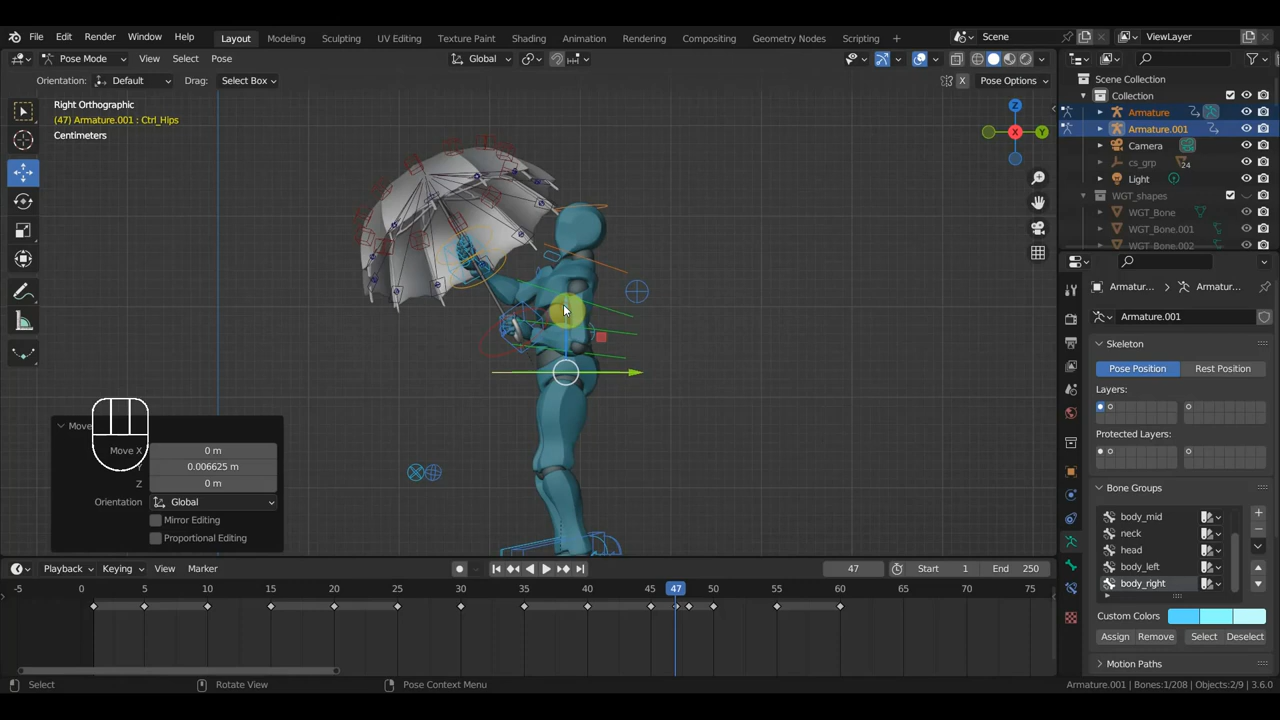 File Edit Render Window Help Layout Modeling Sculpting UV Editing Texture Paint Shading Animation Rendering Compositing Geometry Nodes Scripting + Scene ViewLayer
Pose Mode View Select Pose Global X Pose Options
Orientation: Default Drag: Select Box
Right Orthographic
(47) Armature.001 : Ctrl_Hips
Centimeters
Z
Y
X
Move
Move X 0 m
Y 0.006625 m
Z 0 m
Orientation Global
Mirror Editing
Proportional Editing
Scene Collection
Collection
Armature
Armature.001
Camera
cs_grp 24
Light
WGT_shapes
WGT_Bone
WGT_Bone.001
WGT_Bone.002
Armatur... Armatur...
Armature.001
Skeleton
Pose Position Rest Position
Layers:
Protected Layers:
Bone Groups
body_mid
neck
head
body_left
body_right
Custom Colors
Assign Remove Select Deselect
Motion Paths
Playback Keying View Marker 47 Start 1 End 250
-5 0 5 10 15 20 25 30 35 40 45 47 50 55 60 65 70 75
Select Rotate View Pose Context Menu Armature.001 | Bones:1/208 | Objects:2/9 | 3.6.0